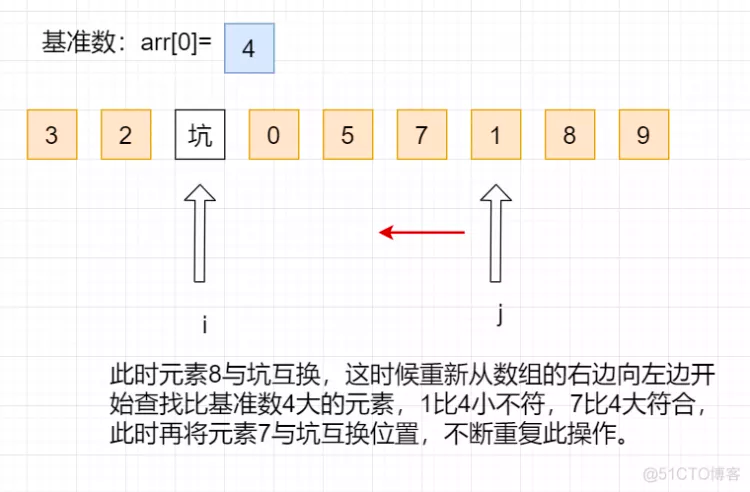 基准数：arr[0]= 4
3 2 坑 0 5 7 1 8 9
i j
此时元素8与坑互换，这时候重新从数组的右边向左边开
始查找比基准数4大的元素，1比4小不符，7比4大符合，
此时再将元素7与坑互换位置，不断重复此操作。
@51CTO博客